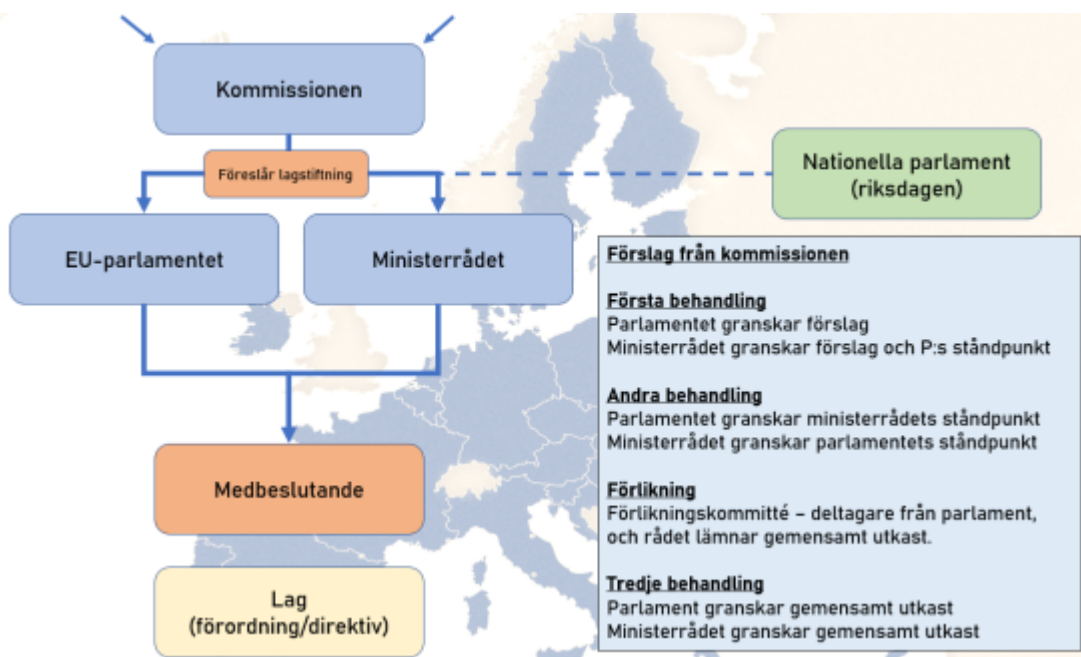 Kommissionen
Föreslår lagstiftning
Nationella parlament
(riksdagen)
EU-parlamentet
Ministerrådet
Medbeslutande
Lag
(förordning/direktiv)
Förslag från kommissionen
Första behandling
Parlamentet granskar förslag
Ministerrådet granskar förslag och P:s ståndpunkt
Andra behandling
Parlamentet granskar ministerrådets ståndpunkt
Ministerrådet granskar parlamentets ståndpunkt
Förlikning
Förlikningskommitté – deltagare från parlament,
och rådet lämnar gemensamt utkast.
Tredje behandling
Parlament granskar gemensamt utkast
Ministerrådet granskar gemensamt utkast